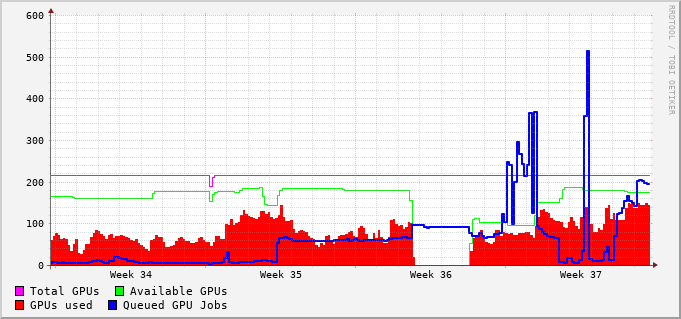 600
500
400
300
200
100
0
Week 34 Week 35 Week 36 Week 37
Total GPUs Available GPUs
GPUs used Queued GPU Jobs
RRDTOOL / TOBI OETIKER